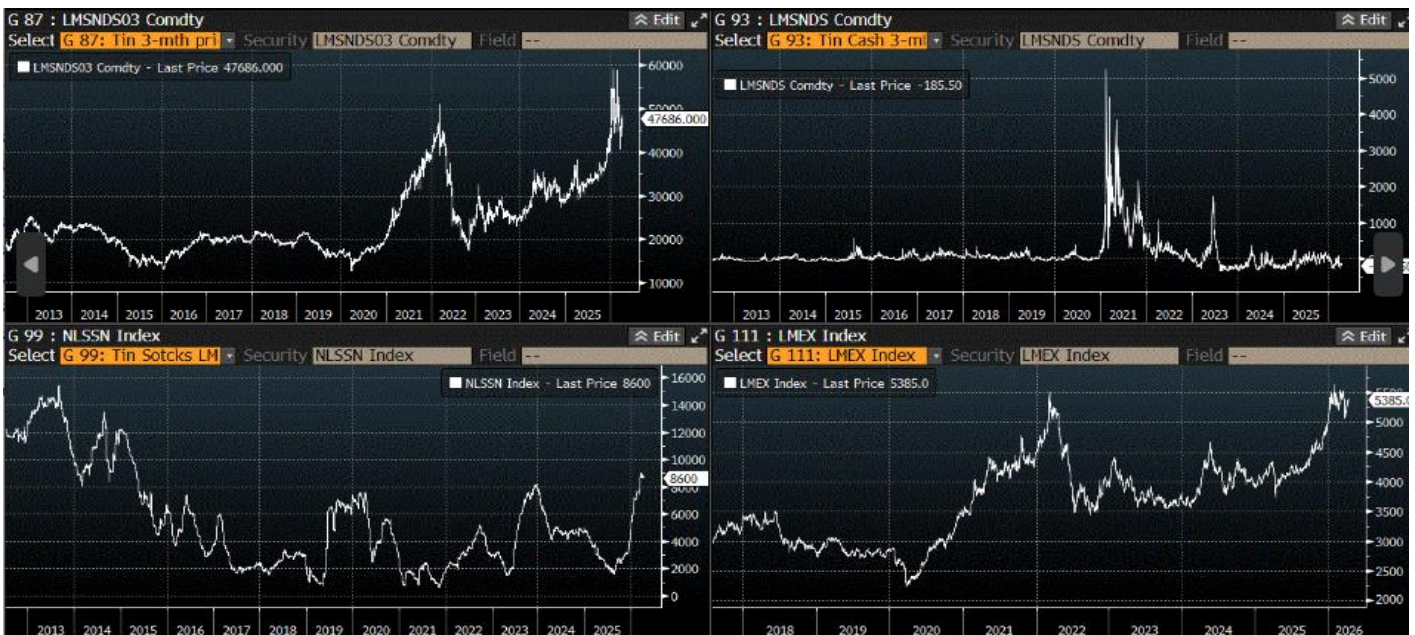 G 87 : LMSNDS03 Comdty
Edit
Select G 87: Tin 3-mth pri Security LMSNDS03 Comdty Field --
LMSNDS03 Comdty - Last Price 47686.000
60000
50000
47686.000
40000
30000
20000
10000
2013 2014 2015 2016 2017 2018 2019 2020 2021 2022 2023 2024 2025
G 93 : LMSNDS Comdty
Edit
Select G 93: Tin Cash 3-mt Security LMSNDS Comdty Field --
LMSNDS Comdty - Last Price -185.50
5000
4000
3000
2000
1000
2013 2014 2015 2016 2017 2018 2019 2020 2021 2022 2023 2024 2025
G 99 : NLSSN Index
Edit
Select G 99: Tin Sotcks LM Security NLSSN Index Field --
NLSSN Index - Last Price 8600
16000
14000
12000
10000
8600
8000
6000
4000
2000
0
2013 2014 2015 2016 2017 2018 2019 2020 2021 2022 2023 2024 2025
G 111 : LMEX Index
Edit
Select G 111: LMEX Index Security LMEX Index Field --
LMEX Index - Last Price 5385.0
5500
5385.0
5000
4500
4000
3500
3000
2500
2000
2018 2019 2020 2021 2022 2023 2024 2025 2026